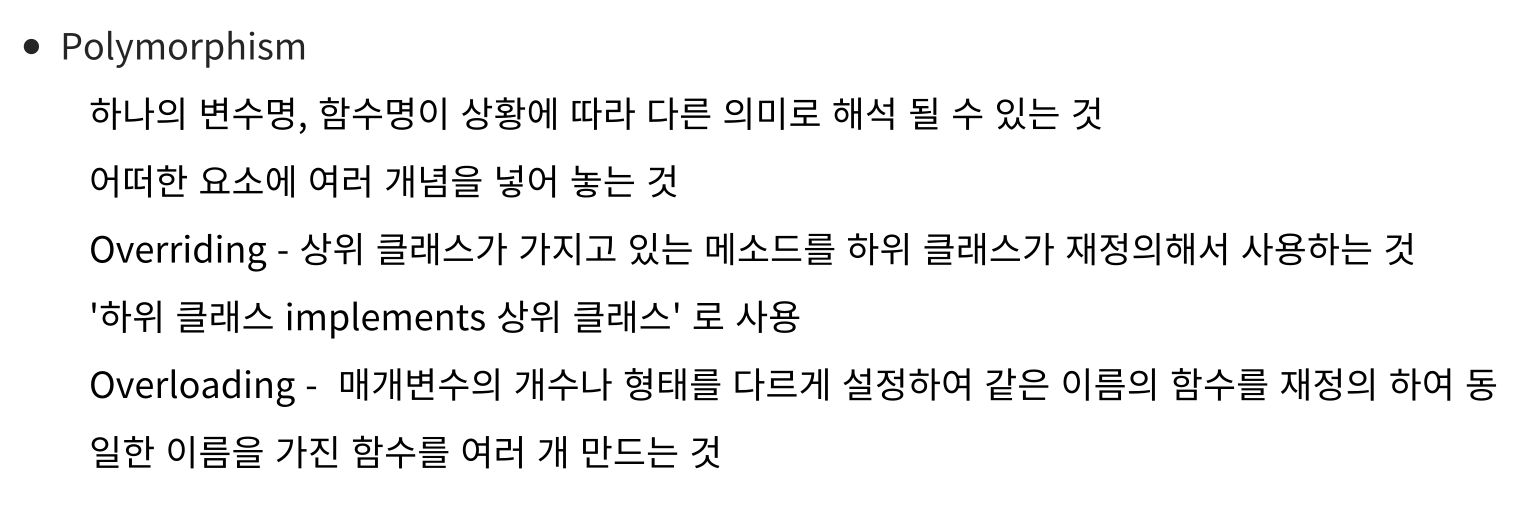 • Polymorphism
하나의 변수명, 함수명이 상황에 따라 다른 의미로 해석 될 수 있는 것
어떠한 요소에 여러 개념을 넣어 놓는 것
Overriding - 상위 클래스가 가지고 있는 메소드를 하위 클래스가 재정의해서 사용하는 것
'하위 클래스 implements 상위 클래스' 로 사용
Overloading -  매개변수의 개수나 형태를 다르게 설정하여 같은 이름의 함수를 재정의 하여 동
일한 이름을 가진 함수를 여러 개 만드는 것